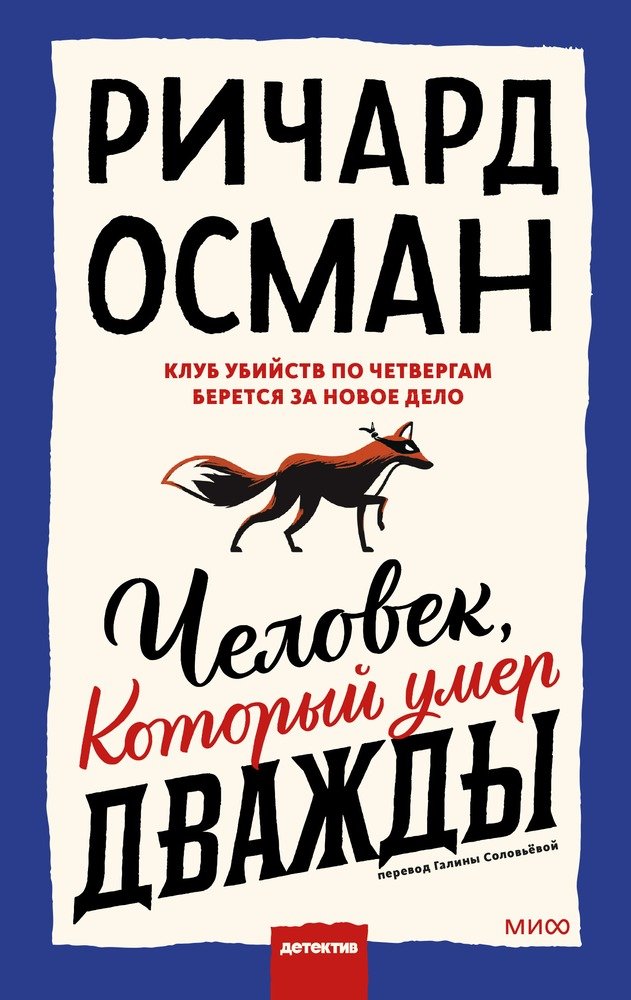 РИЧАРД
ОСМАН
КЛУБ УБИЙСТВ ПО ЧЕТВЕРГАМ
БЕРЕТСЯ ЗА НОВОЕ ДЕЛО
Человек,
Который умер
ДВАЖДЫ
перевод Галины Соловьёвой
МИФ
детектив